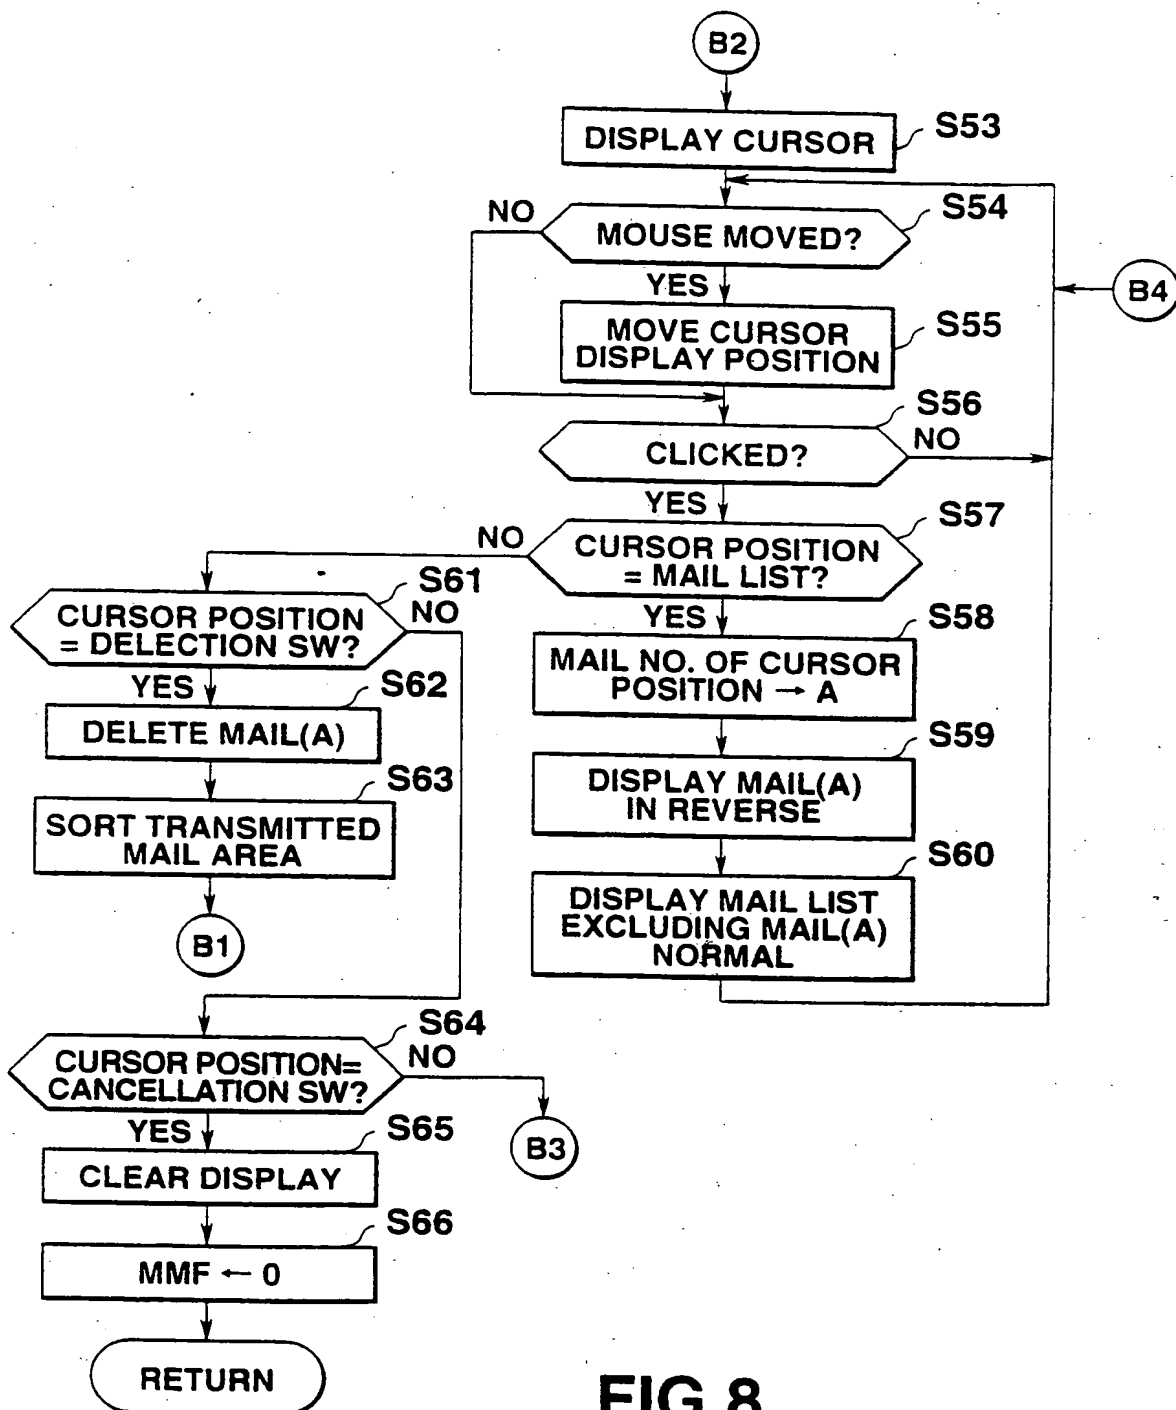 B2
DISPLAY CURSOR
S53
MOUSE MOVED?
S54
NO
YES
B4
MOVE CURSOR
DISPLAY POSITION
S55
CLICKED?
S56
NO
YES
CURSOR POSITION
= MAIL LIST?
S57
NO
YES
MAIL NO. OF CURSOR
POSITION → A
S58
DISPLAY MAIL(A)
IN REVERSE
S59
DISPLAY MAIL LIST
EXCLUDING MAIL(A)
NORMAL
S60
CURSOR POSITION
= DELECTION SW?
S61
NO
YES
DELETE MAIL(A)
S62
SORT TRANSMITTED
MAIL AREA
S63
B1
CURSOR POSITION=
CANCELLATION SW?
S64
NO
B3
YES
CLEAR DISPLAY
S65
MMF ← 0
S66
RETURN
FIG.8